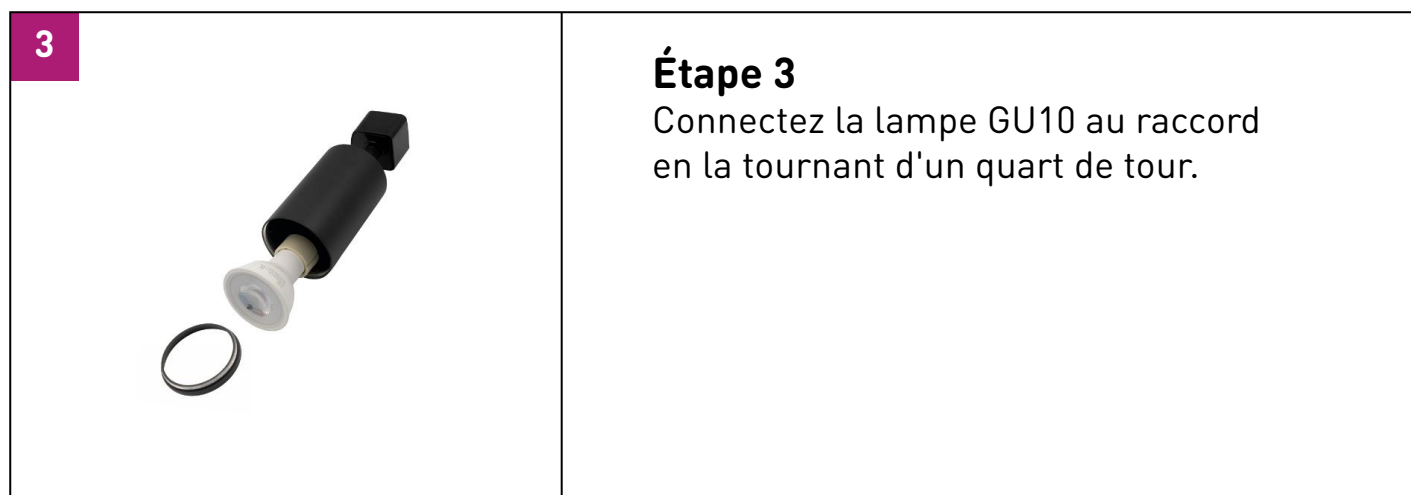 3
Étape 3
Connectez la lampe GU10 au raccord
en la tournant d'un quart de tour.